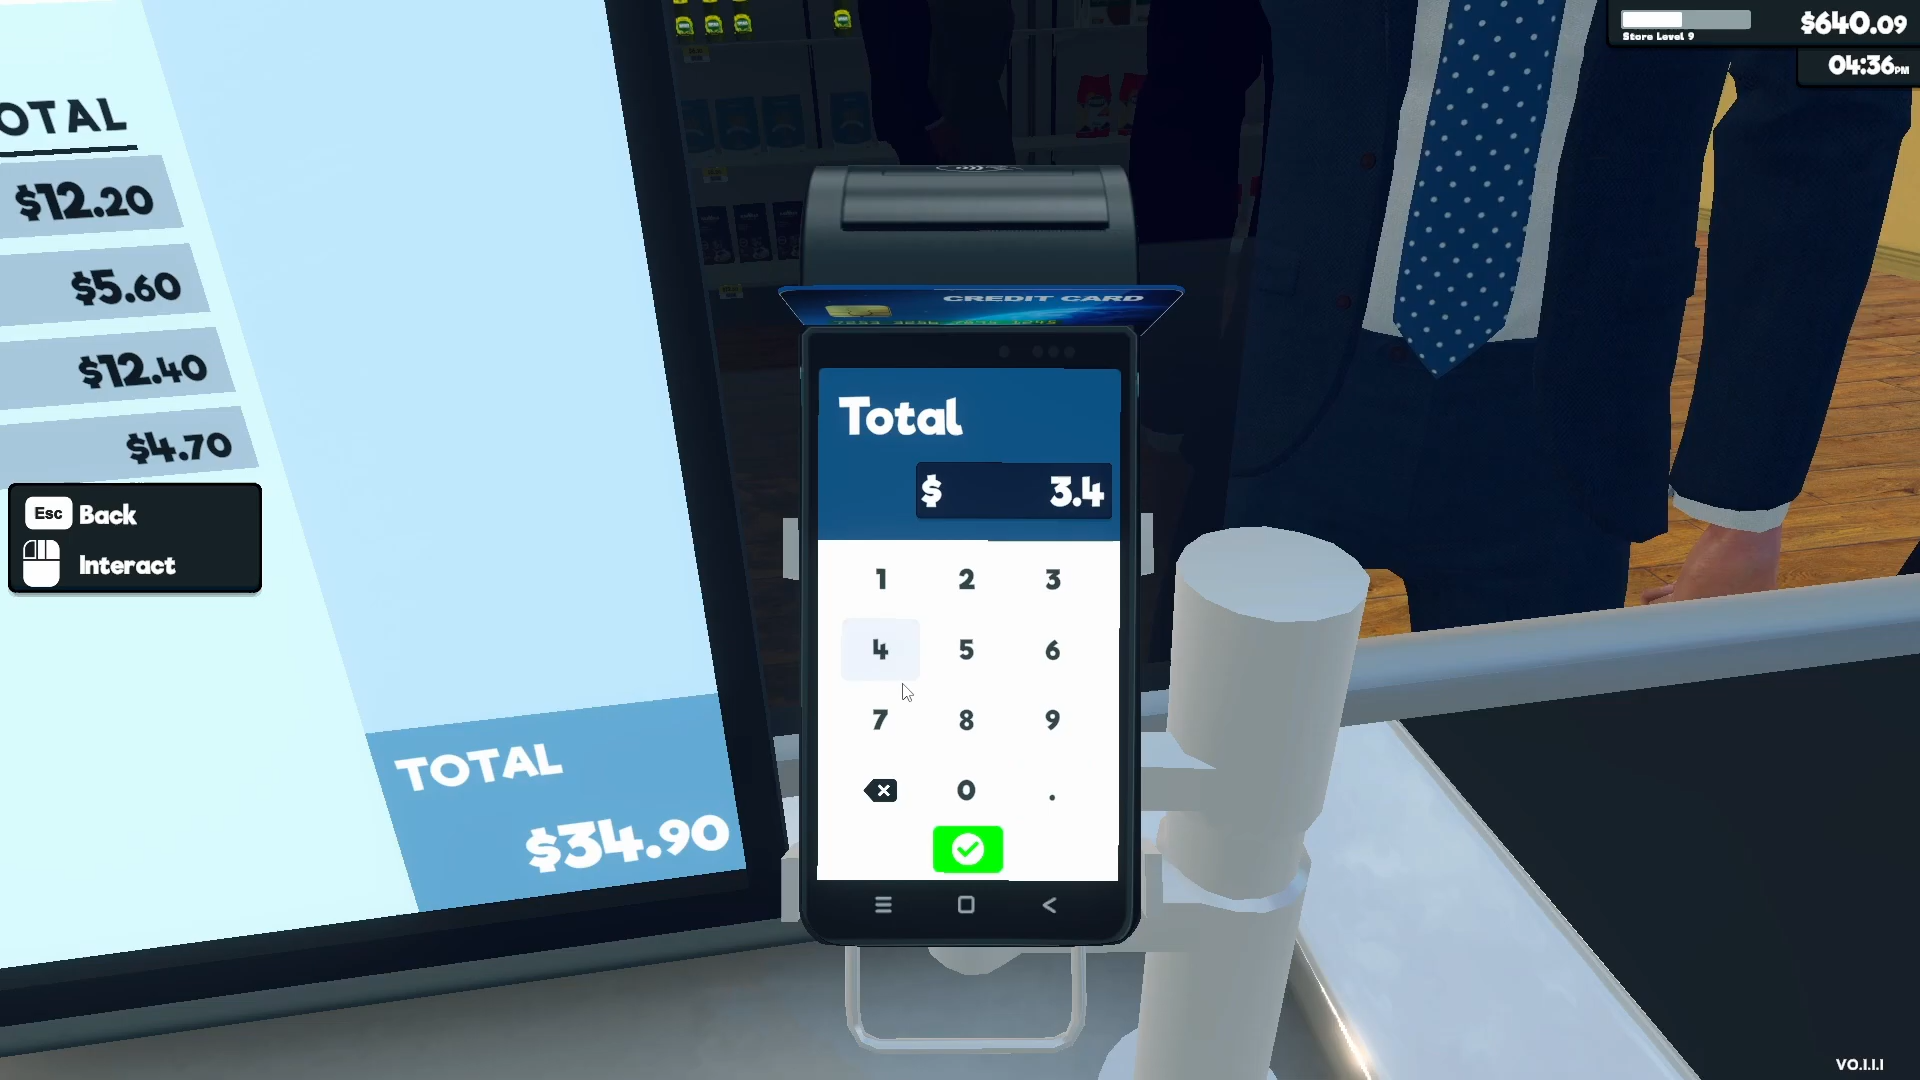 OTAL
$12.20
$5.60
$12.40
$4.70
Esc Back
Interact
TOTAL
$34.90
CREDIT CARD
Total
$ 3.4
1 2 3
4 5 6
7 8 9
0 .
Store Level 9
$640.09
04:36PM
V0.1.1.1